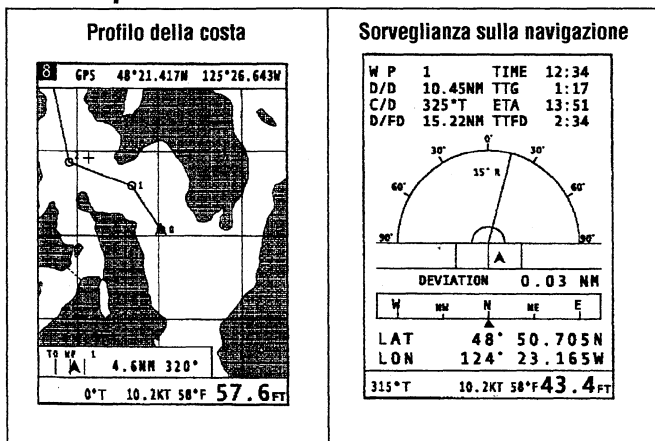 Profilo della costa
8 GPS 48°21.417N 125°26.643W
1
TO WP 1
4.6NM 320°
0°T 10.2KT 58°F 57.6FT
Sorveglianza sulla navigazione
W P 1 TIME 12:34
D/D 10.45NM TTG 1:17
C/D 325°T ETA 13:51
D/FD 15.22NM TTFD 2:34
0°
30° 30°
15° R
60° 60°
90° 90°
DEVIATION 0.03 NM
W NW N NE E
LAT 48° 50.705N
LON 124° 23.165W
315°T 10.2KT 58°F 43.4FT